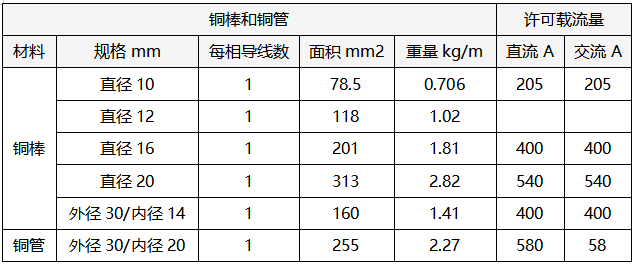 铜棒和铜管 许可载流量
材料 规格 mm 每相导线数 面积 mm2 重量 kg/m 直流 A 交流 A
铜棒 直径 10 1 78.5 0.706 205 205
直径 12 1 118 1.02
直径 16 1 201 1.81 400 400
直径 20 1 313 2.82 540 540
外径 30/内径 14 1 160 1.41 400 400
铜管 外径 30/内径 20 1 255 2.27 580 58